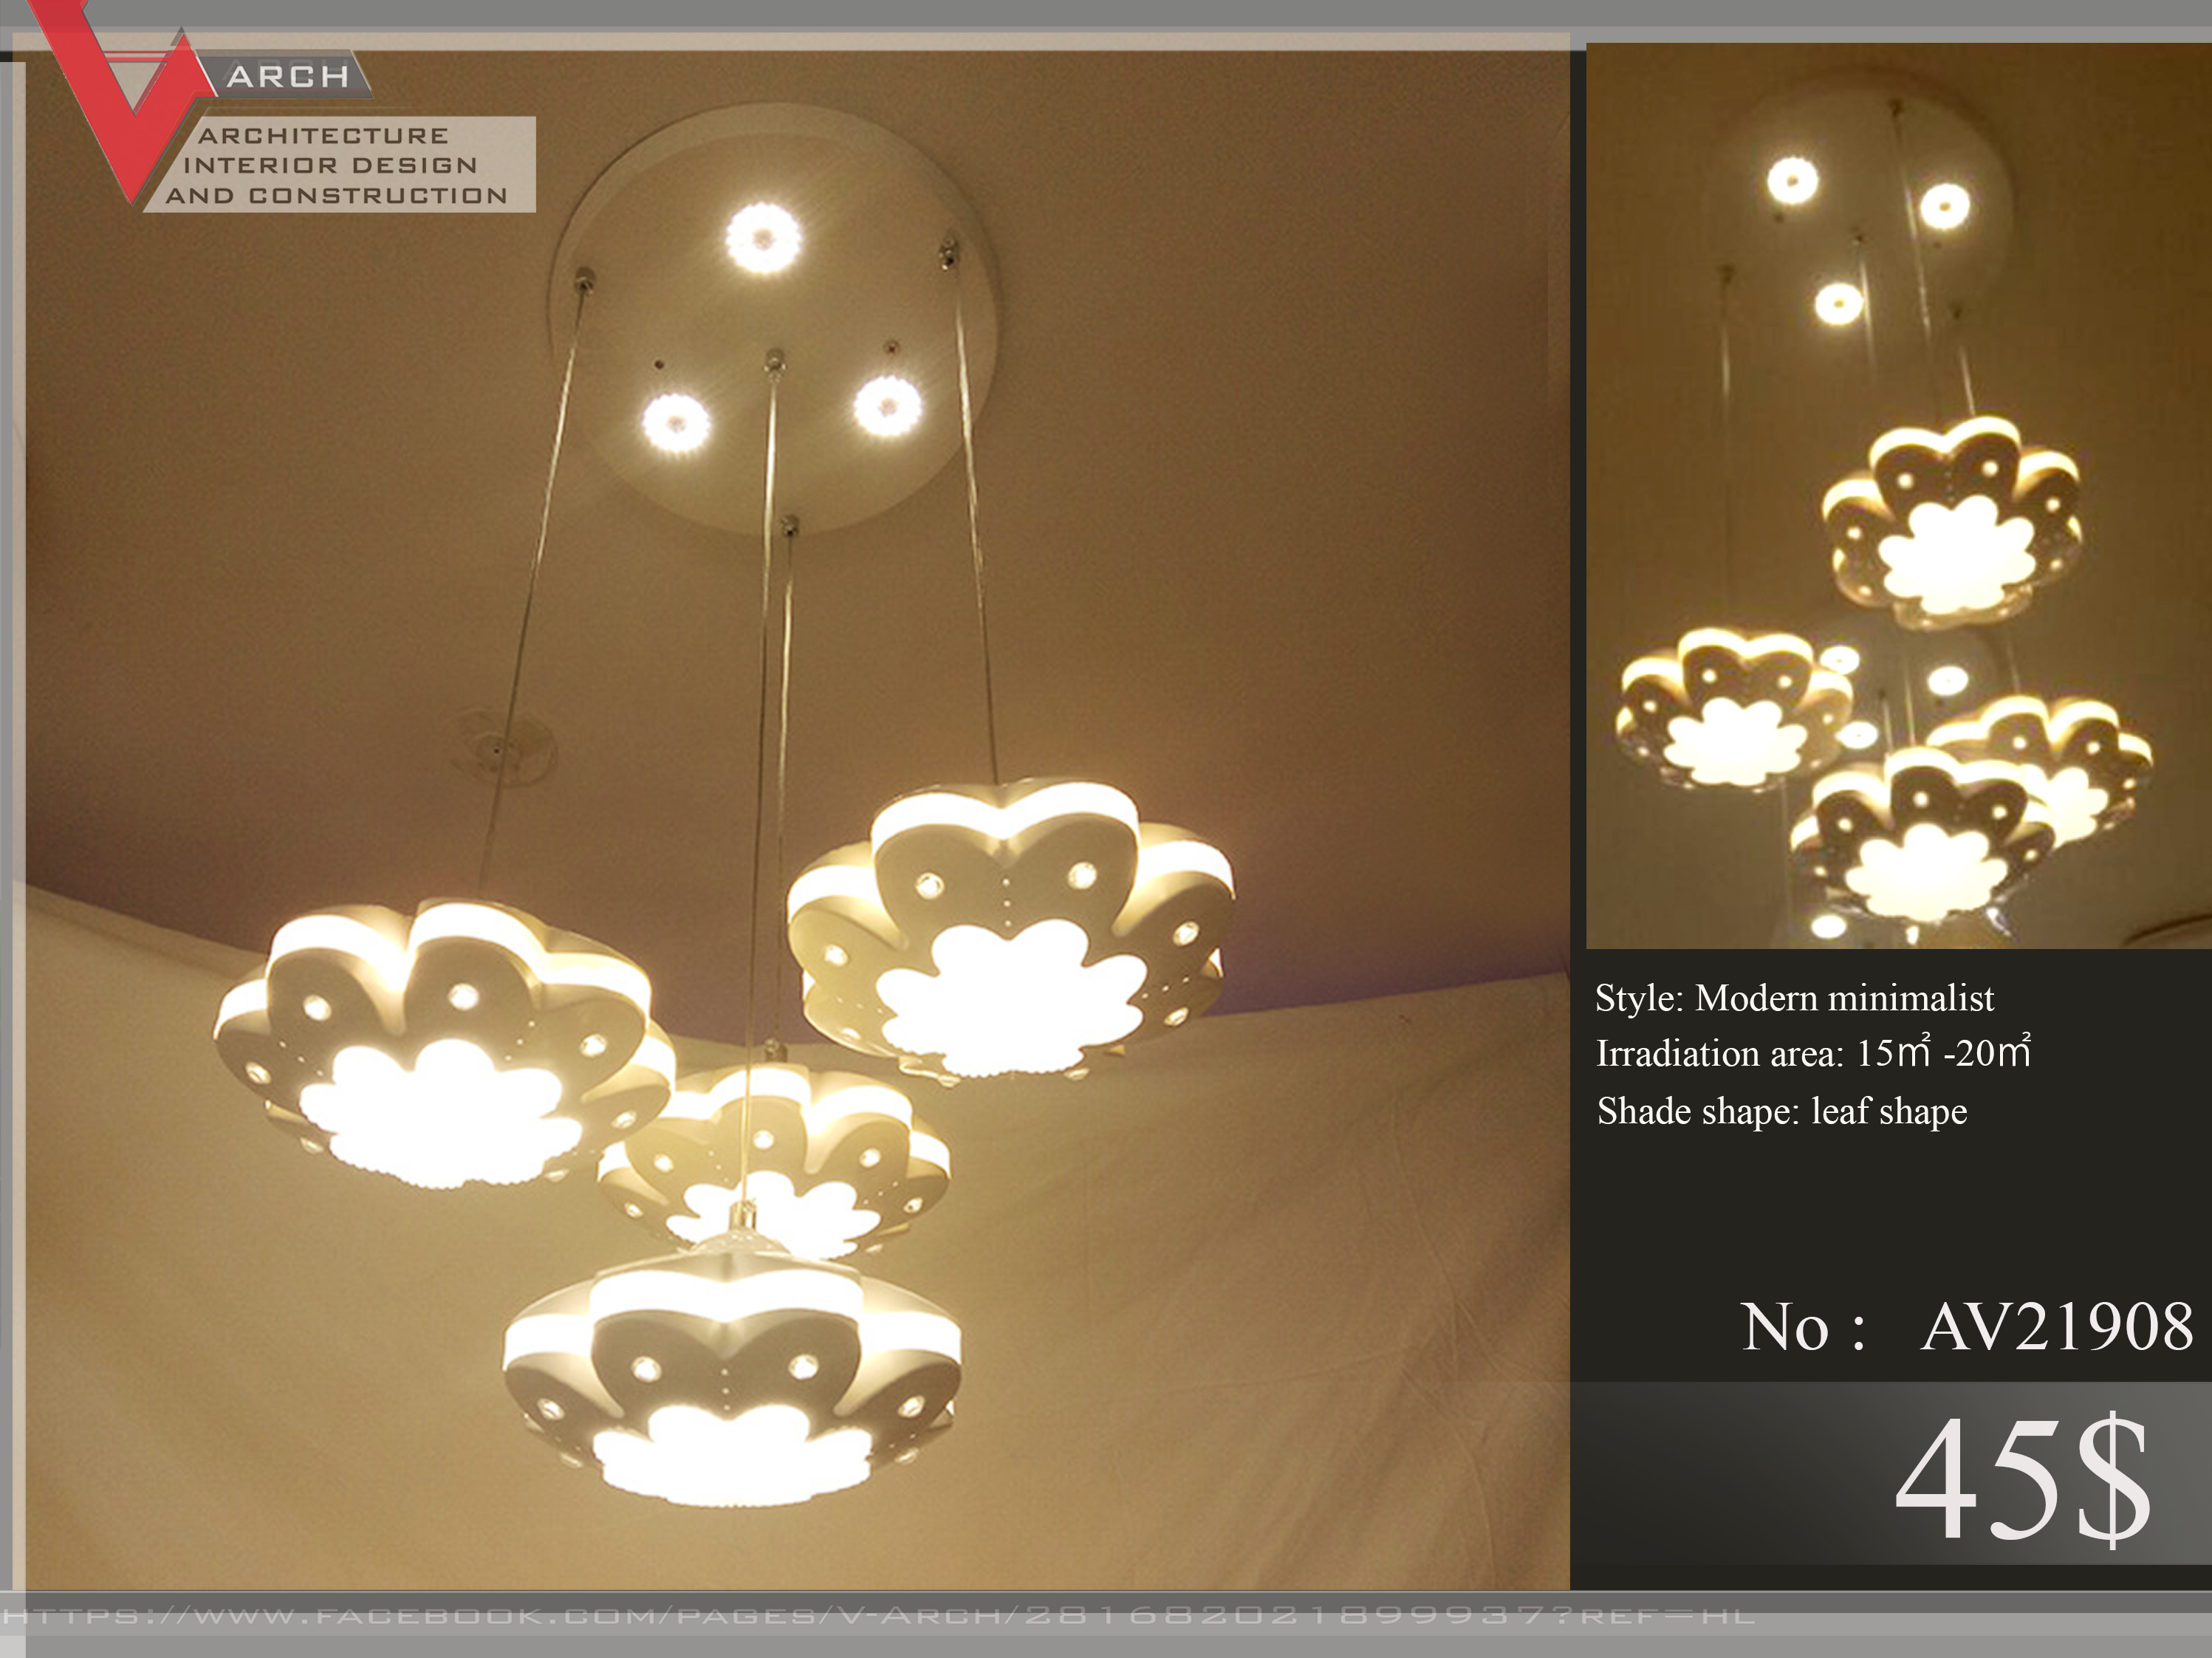 V ARCH
ARCHITECTURE
INTERIOR DESIGN
AND CONSTRUCTION
Style: Modern minimalist
Irradiation area: 15㎡ -20㎡
Shade shape: leaf shape
No : AV21908
45$
HTTPS://WWW.FACEBOOK.COM/PAGES/V-ARCH/281682021899937?REF=HL